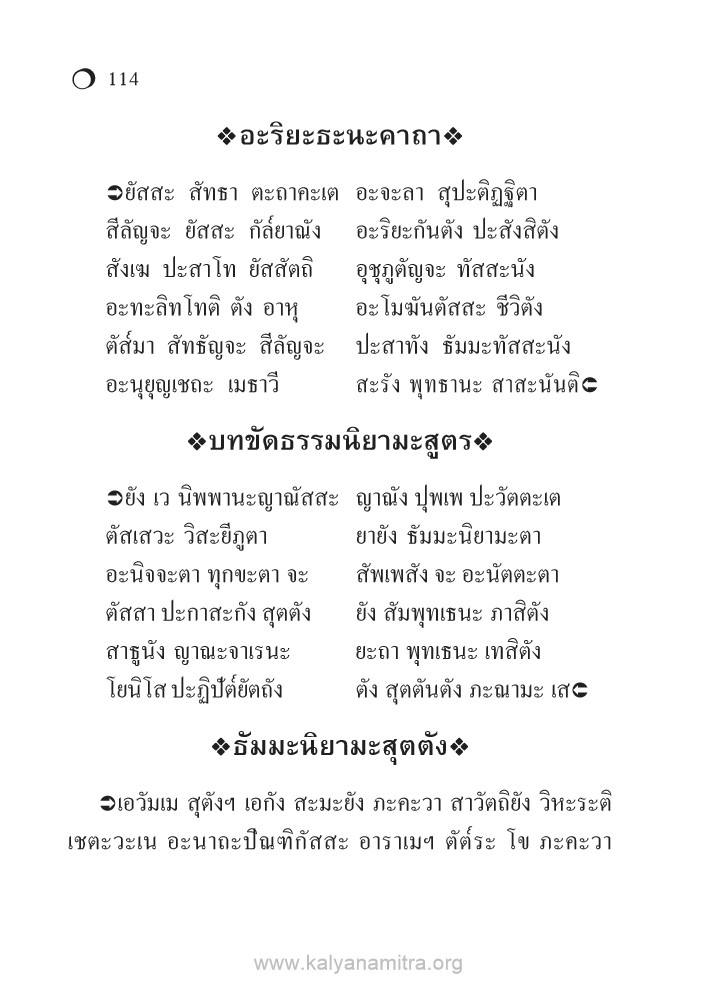 114
❖อะริยะธะนะคาถา❖
➲ยัสสะ สัทธา ตะถาคะเต อะจะลา สุปะติฏฐิตา
สีลัญจะ ยัสสะ กัล์ยาณัง อะริยะกันตัง ปะสังสิตัง
สังเฆ ปะสาโท ยัสสัตถิ อุชุภูตัญจะ ทัสสะนัง
อะทะลิทโทติ ตัง อาหุ อะโมฆันตัสสะ ชีวิตัง
ตัส์มา สัทธัญจะ สีลัญจะ ปะสาทัง ธัมมะทัสสะนัง
อะนุยุญเชถะ เมธาวี สะรัง พุทธานะ สาสะนันติ➲
❖บทขัดธรรมนิยามะสูตร❖
➲ยัง เว นิพพานะญาณัสสะ ญาณัง ปุพเพ ปะวัตตะเต
ตัสเสวะ วิสะยีภูตา ยายัง ธัมมะนิยามะตา
อะนิจจะตา ทุกขะตา จะ สัพเพสัง จะ อะนัตตะตา
ตัสสา ปะกาสะกัง สุตตัง ยัง สัมพุทเธนะ ภาสิตัง
สาธูนัง ญาณะจาเรนะ ยะถา พุทเธนะ เทสิตัง
โยนิโส ปะฏิปัต์ยัตถัง ตัง สุตตันตัง ภะณามะ เส➲
❖ธัมมะนิยามะสุตตัง❖
➲เอวัมเม สุตังฯ เอกัง สะมะยัง ภะคะวา สาวัตถิยัง วิหะระติ
เชตะวะเน อะนาถะปิณฑิกัสสะ อาราเมฯ ตัต์ระ โข ภะคะวา
www.kalyanamitra.org